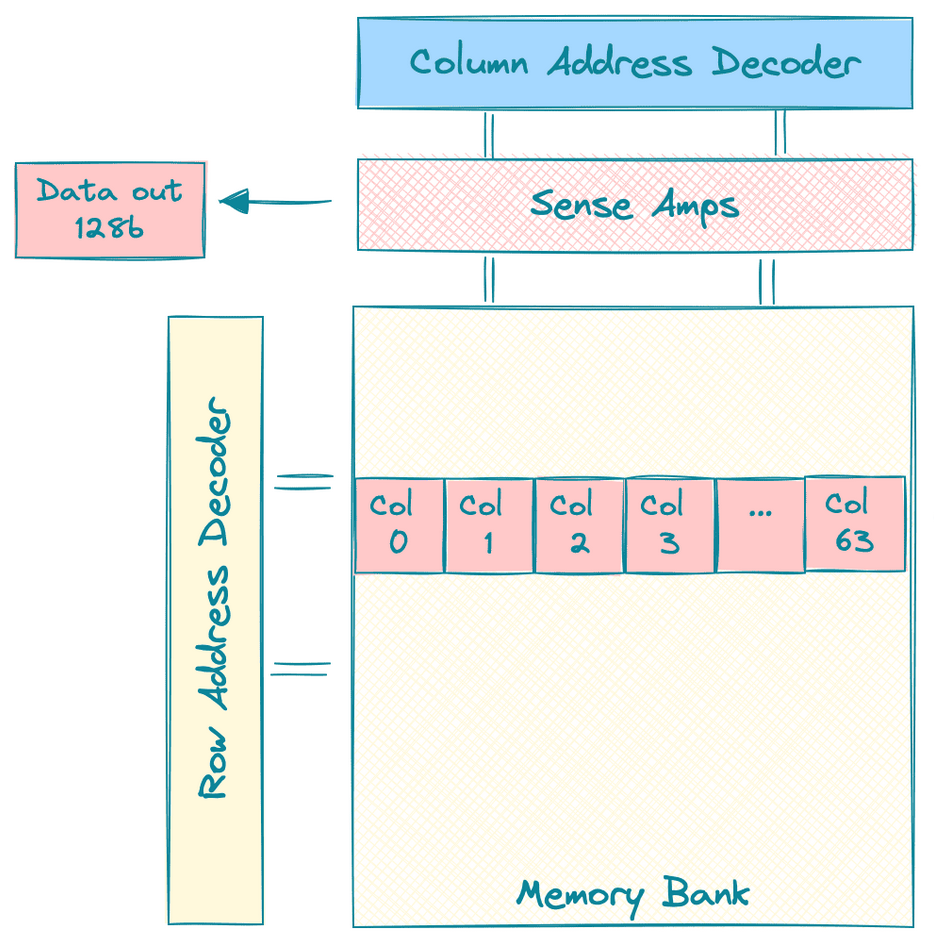 Column Address Decoder
Data out
128b
Sense Amps
Row Address Decoder
Col
0
Col
1
Col
2
Col
3
...
Col
63
Memory Bank